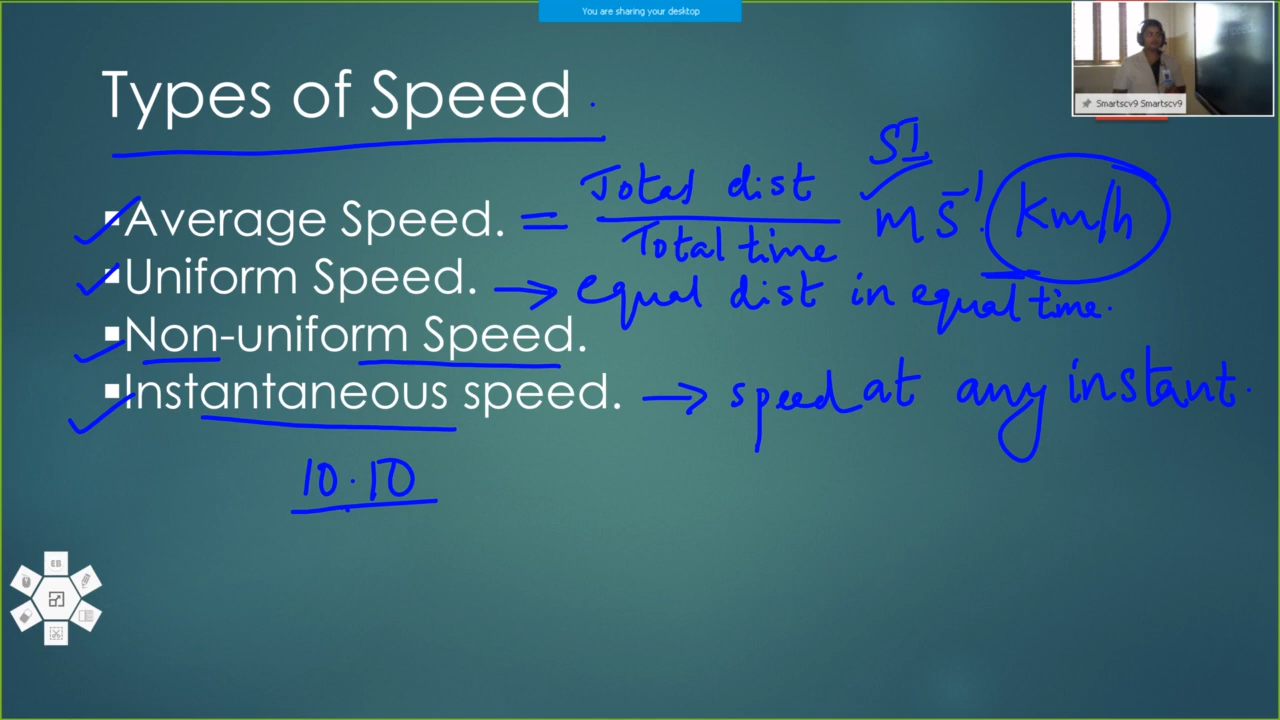 You are sharing your desktop
Smartscv9 Smartscv9
Types of Speed .
▪Average Speed. = Total dist / Total time SI m s⁻¹. km/h
▪Uniform Speed. → equal dist in equal time.
▪Non-uniform Speed.
▪Instantaneous speed. → speed at any instant.
10.10
EB